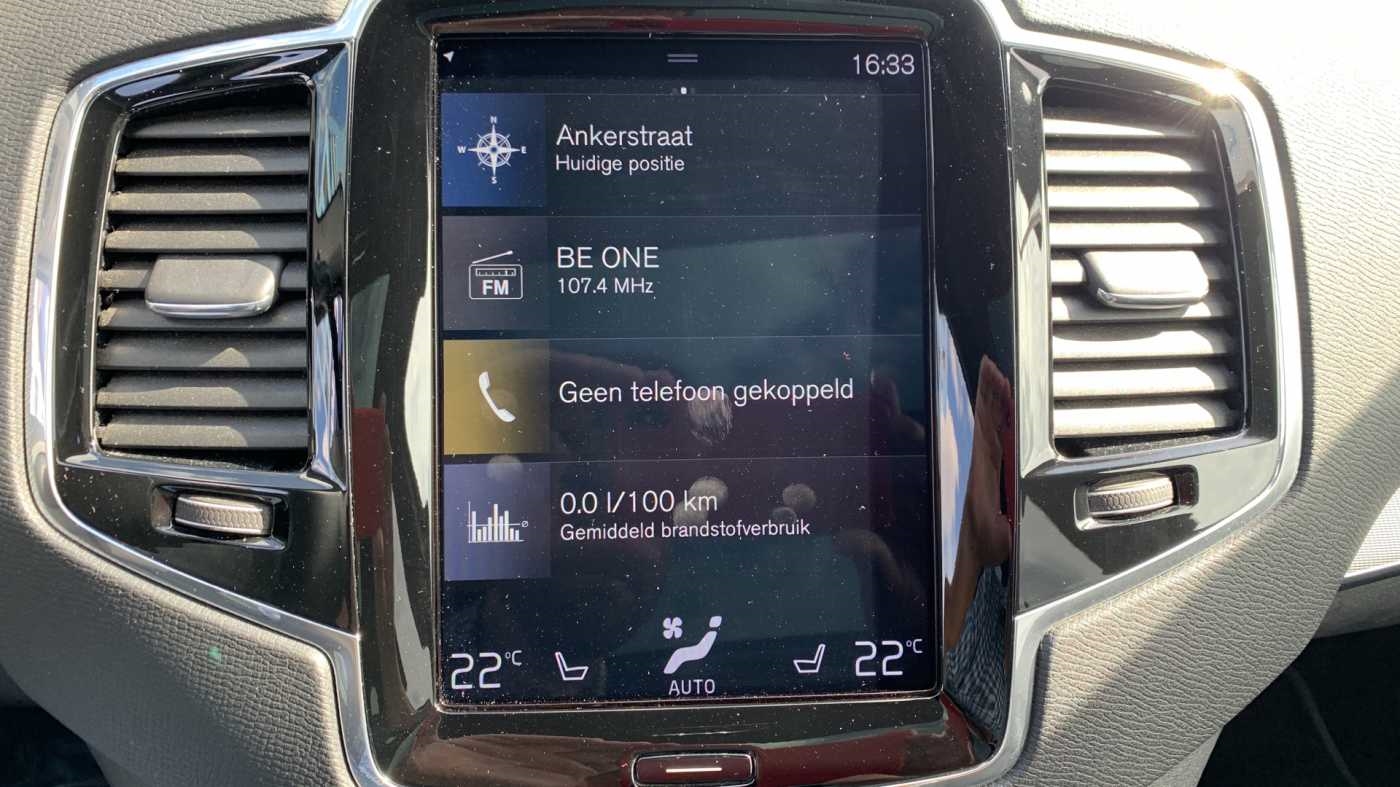 16:33
N
W E
S
Ankerstraat
Huidige positie
BE ONE
107.4 MHz
FM
Geen telefoon gekoppeld
0.0 l/100 km
Gemiddeld brandstofverbruik
22°C
AUTO
22°C